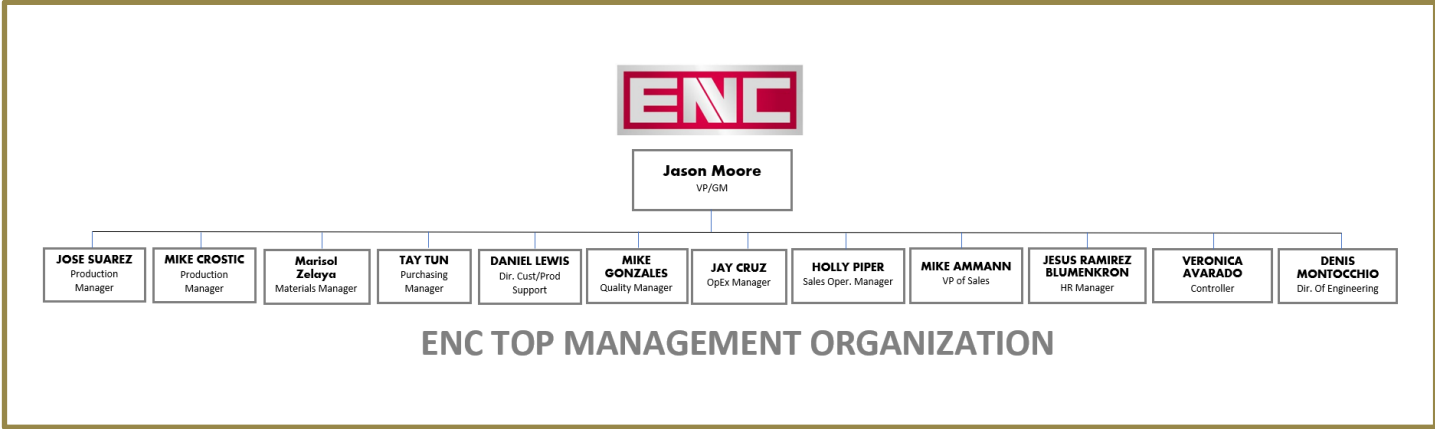 ENC
Jason Moore
VP/GM
JOSE SUAREZ
Production
Manager
MIKE CROSTIC
Production
Manager
Marisol
Zelaya
Materials Manager
TAY TUN
Purchasing
Manager
DANIEL LEWIS
Dir. Cust/Prod
Support
MIKE
GONZALES
Quality Manager
JAY CRUZ
OpEx Manager
HOLLY PIPER
Sales Oper. Manager
MIKE AMMANN
VP of Sales
JESUS RAMIREZ
BLUMENKRON
HR Manager
VERONICA
AVARADO
Controller
DENIS
MONTOCCHIO
Dir. Of Engineering
ENC TOP MANAGEMENT ORGANIZATION